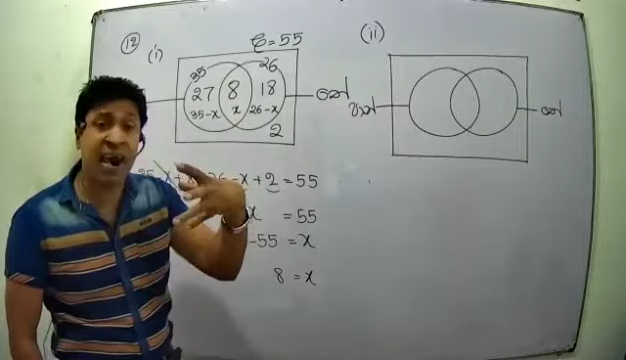 12
(i)
ℰ = 55
35
26
27
8
18
35-x
x
26-x
2
තේ
35-x+x+26-x+2 = 55
x = 55
-55 = x
8 = x
(ii)
තේ